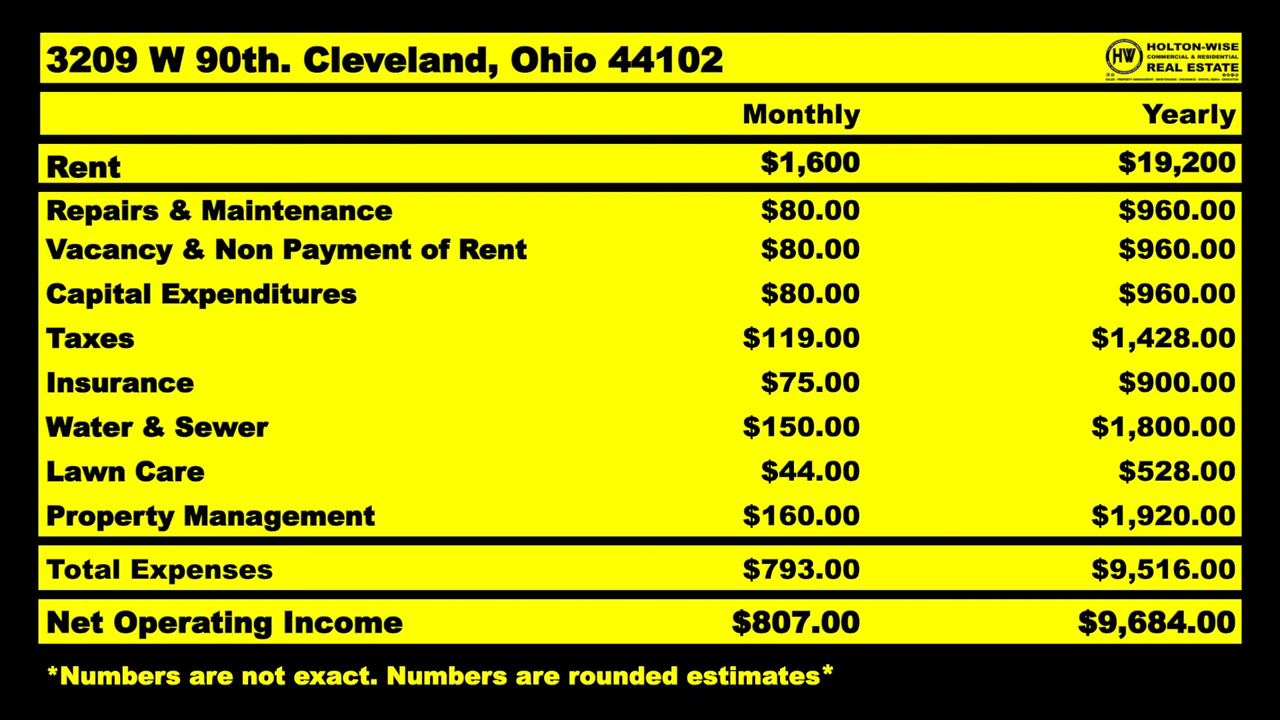 3209 W 90th. Cleveland, Ohio 44102
HW
HOLTON-WISE
COMMERCIAL & RESIDENTIAL
REAL ESTATE
Monthly Yearly
Rent $1,600 $19,200
Repairs & Maintenance $80.00 $960.00
Vacancy & Non Payment of Rent $80.00 $960.00
Capital Expenditures $80.00 $960.00
Taxes $119.00 $1,428.00
Insurance $75.00 $900.00
Water & Sewer $150.00 $1,800.00
Lawn Care $44.00 $528.00
Property Management $160.00 $1,920.00
Total Expenses $793.00 $9,516.00
Net Operating Income $807.00 $9,684.00
*Numbers are not exact. Numbers are rounded estimates*